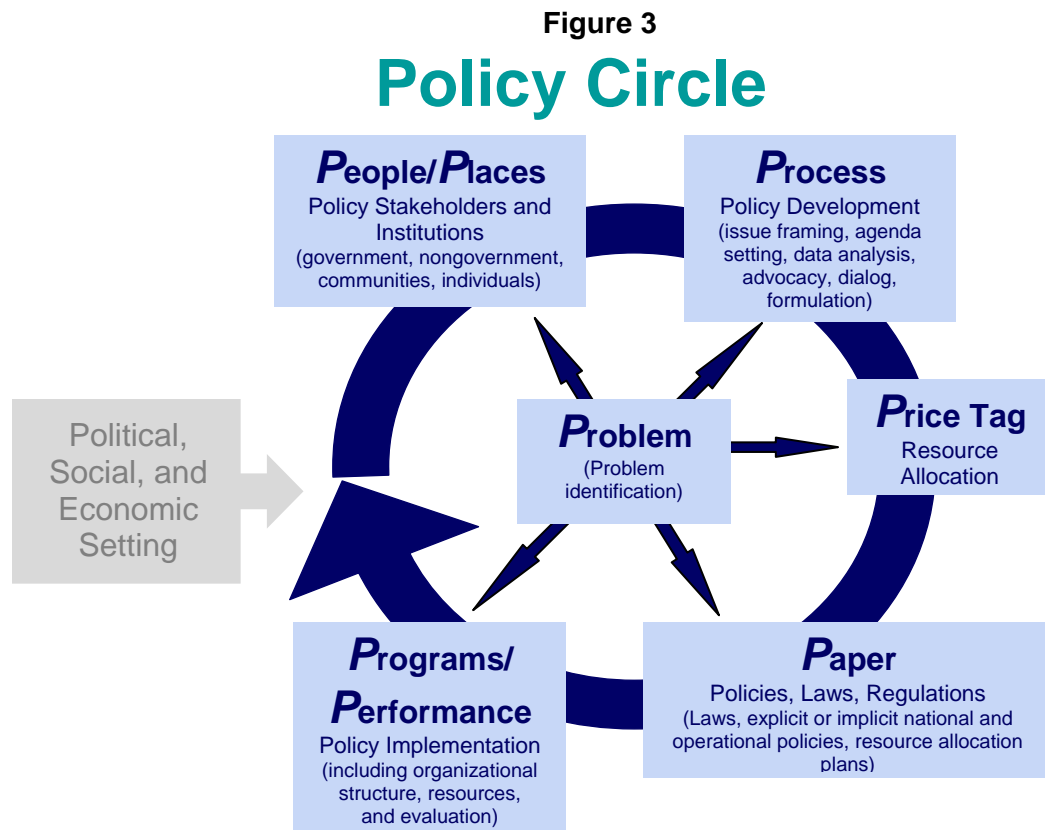 Figure 3
Policy Circle
People/Places
Policy Stakeholders and
Institutions
(government, nongovernment,
communities, individuals)
Process
Policy Development
(issue framing, agenda
setting, data analysis,
advocacy, dialog,
formulation)
Political,
Social, and
Economic
Setting
Problem
(Problem
identification)
Price Tag
Resource
Allocation
Programs/
Performance
Policy Implementation
(including organizational
structure, resources,
and evaluation)
Paper
Policies, Laws, Regulations
(Laws, explicit or implicit national and
operational policies, resource allocation
plans)